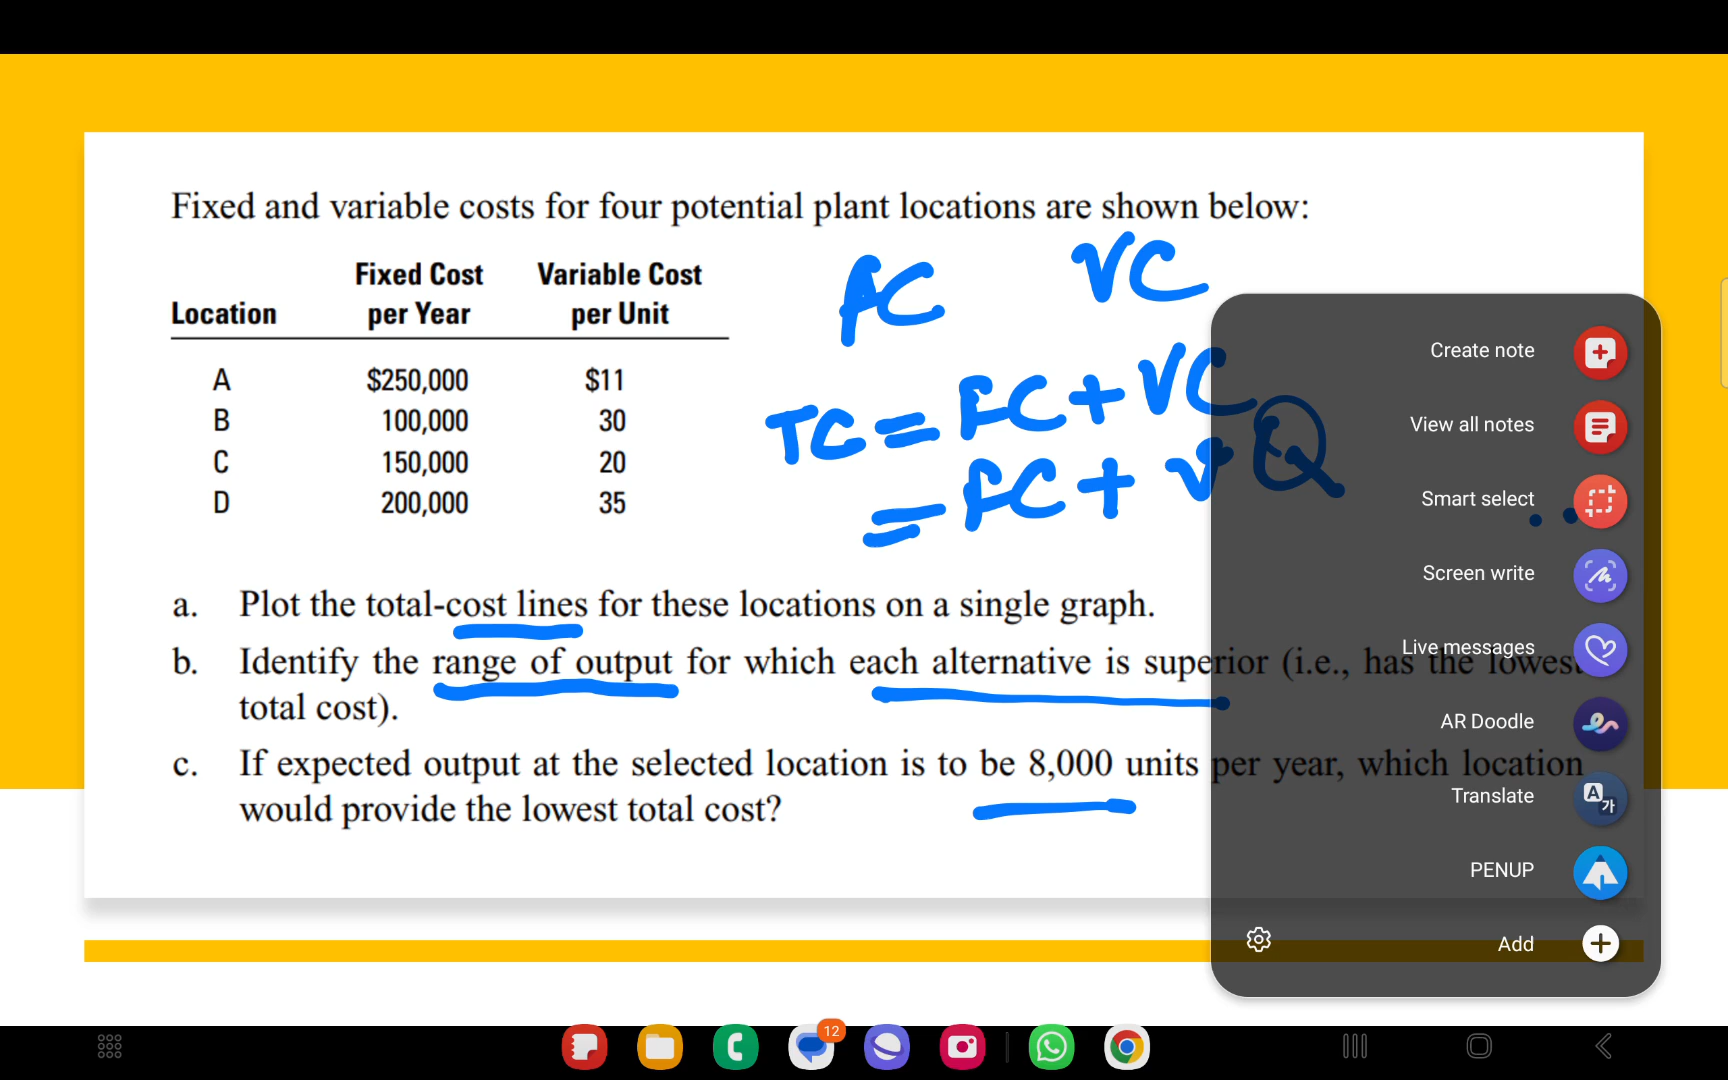 Fixed and variable costs for four potential plant locations are shown below:
Location Fixed Cost per Year Variable Cost per Unit
A $250,000 $11
B 100,000 30
C 150,000 20
D 200,000 35
FC VC
TC = FC + VC
= FC + v Q
a. Plot the total-cost lines for these locations on a single graph.
b. Identify the range of output for which each alternative is superior (i.e., has the lowest
total cost).
c. If expected output at the selected location is to be 8,000 units per year, which location
would provide the lowest total cost?
Create note
View all notes
Smart select
Screen write
Live messages
AR Doodle
Translate
A가
PENUP
Add
12